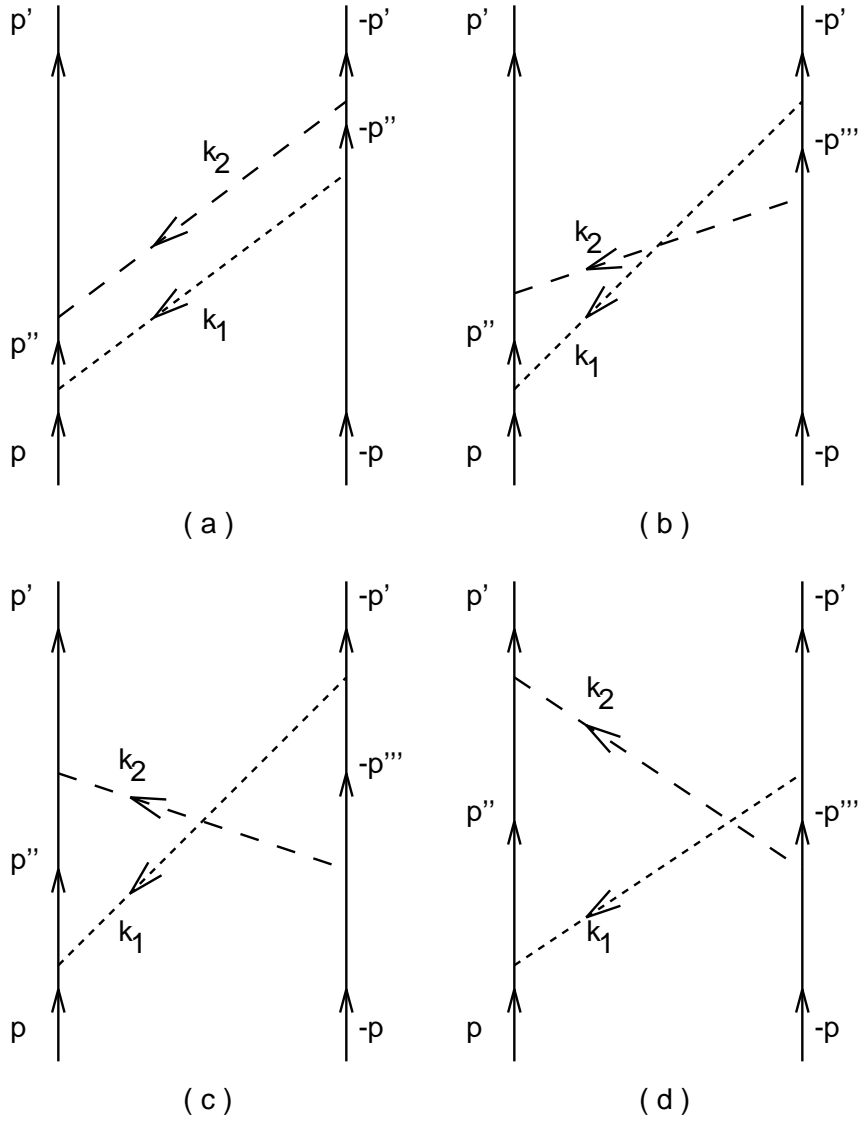 p’ -p’ p’ -p’
-p’’ -p’’’
k2 k2
k1 p’’ p’’ k1
p -p p -p
( a ) ( b )
p’ -p’ p’ -p’
k2 -p’’’ k2
p’’ p’’ -p’’’
k1 k1
p -p p -p
( c ) ( d )